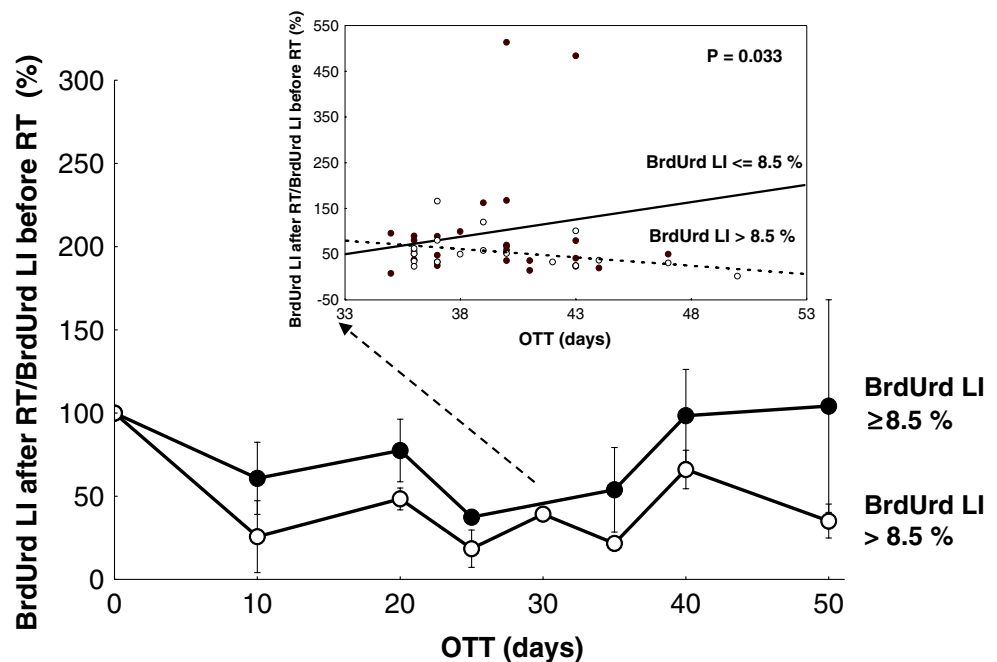 BrdUrd LI after RT/BrdUrd LI before RT (%)
300
250
200
150
100
50
0
0 10 20 30 40 50
OTT (days)
BrdUrd LI after RT/BrdUrd LI before RT (%)
550
450
350
250
150
50
-50
33 38 43 48 53
OTT (days)
P = 0.033
BrdUrd LI <= 8.5 %
BrdUrd LI > 8.5 %
BrdUrd LI
≥8.5 %
BrdUrd LI
> 8.5 %